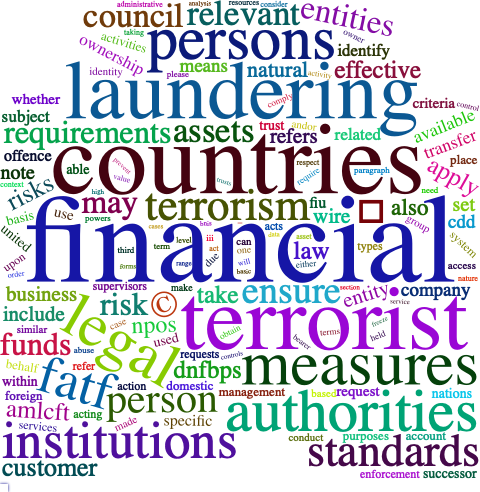 administrative analysis resources consider
council relevant entities
taking
activities persons owner
ownership means natural activity identify effective
identity please
whether laundering comply criteria control
subject requirements assets trust and/or refers related available
offence countries transfer
note able prevent value respect require paragraph place
context risks trusts apply
high may terrorism fiu wire also need set
basis use powers cases bnis acts data asset types group cdd
united financial system
upon third term level iii act due can one will basic law either access
order forms range nature
business supervisors make ensure entity section company
include risk © take service
similar legal case npos obtain terrorist
funds abuse used requests controls bearer terms freeze held
behalf refer dnfbps measures
within fatf action domestic management based request nations
foreign person
amlcft acting made specific authorities
services conduct purposes account
institutions standards
customer enforcement successor